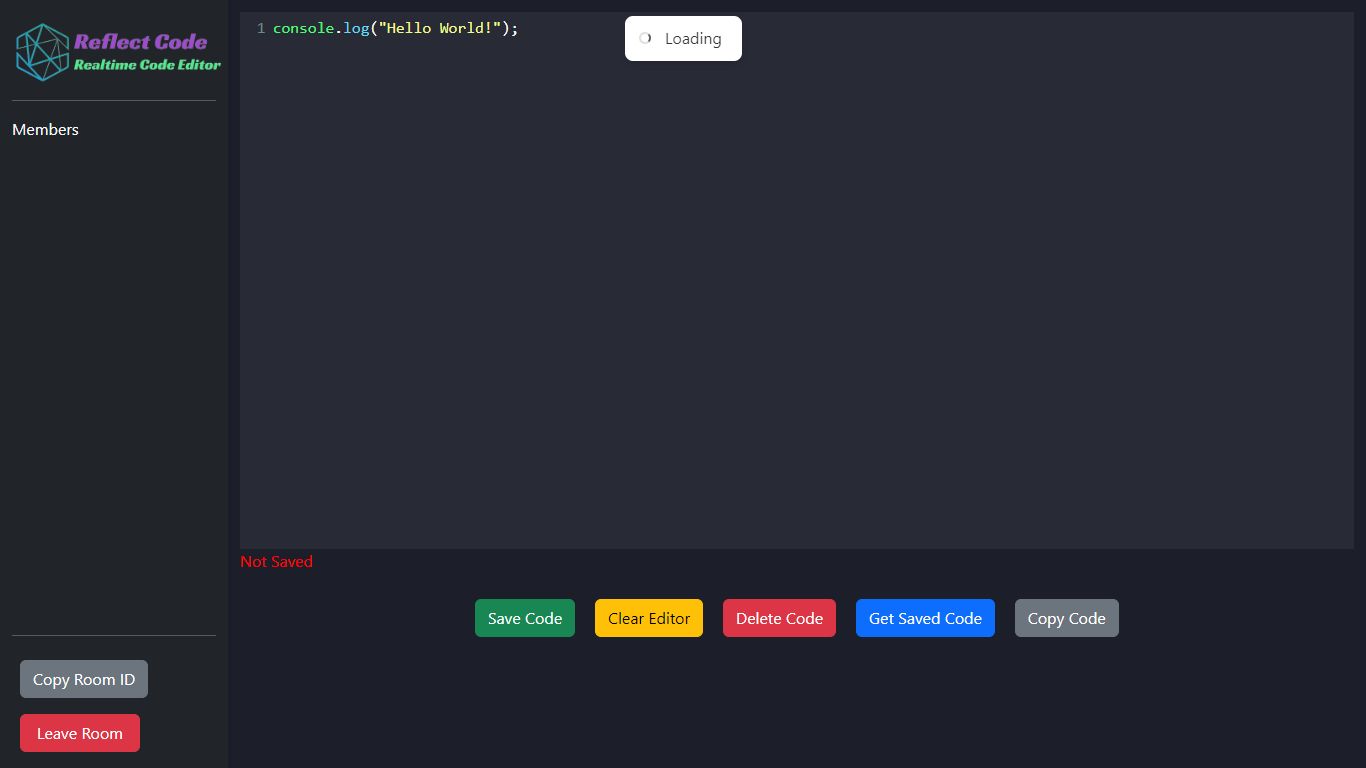 Reflect Code
Realtime Code Editor
Members
Copy Room ID
Leave Room
1 console.log("Hello World!");
Loading
Not Saved
Save Code Clear Editor Delete Code Get Saved Code Copy Code